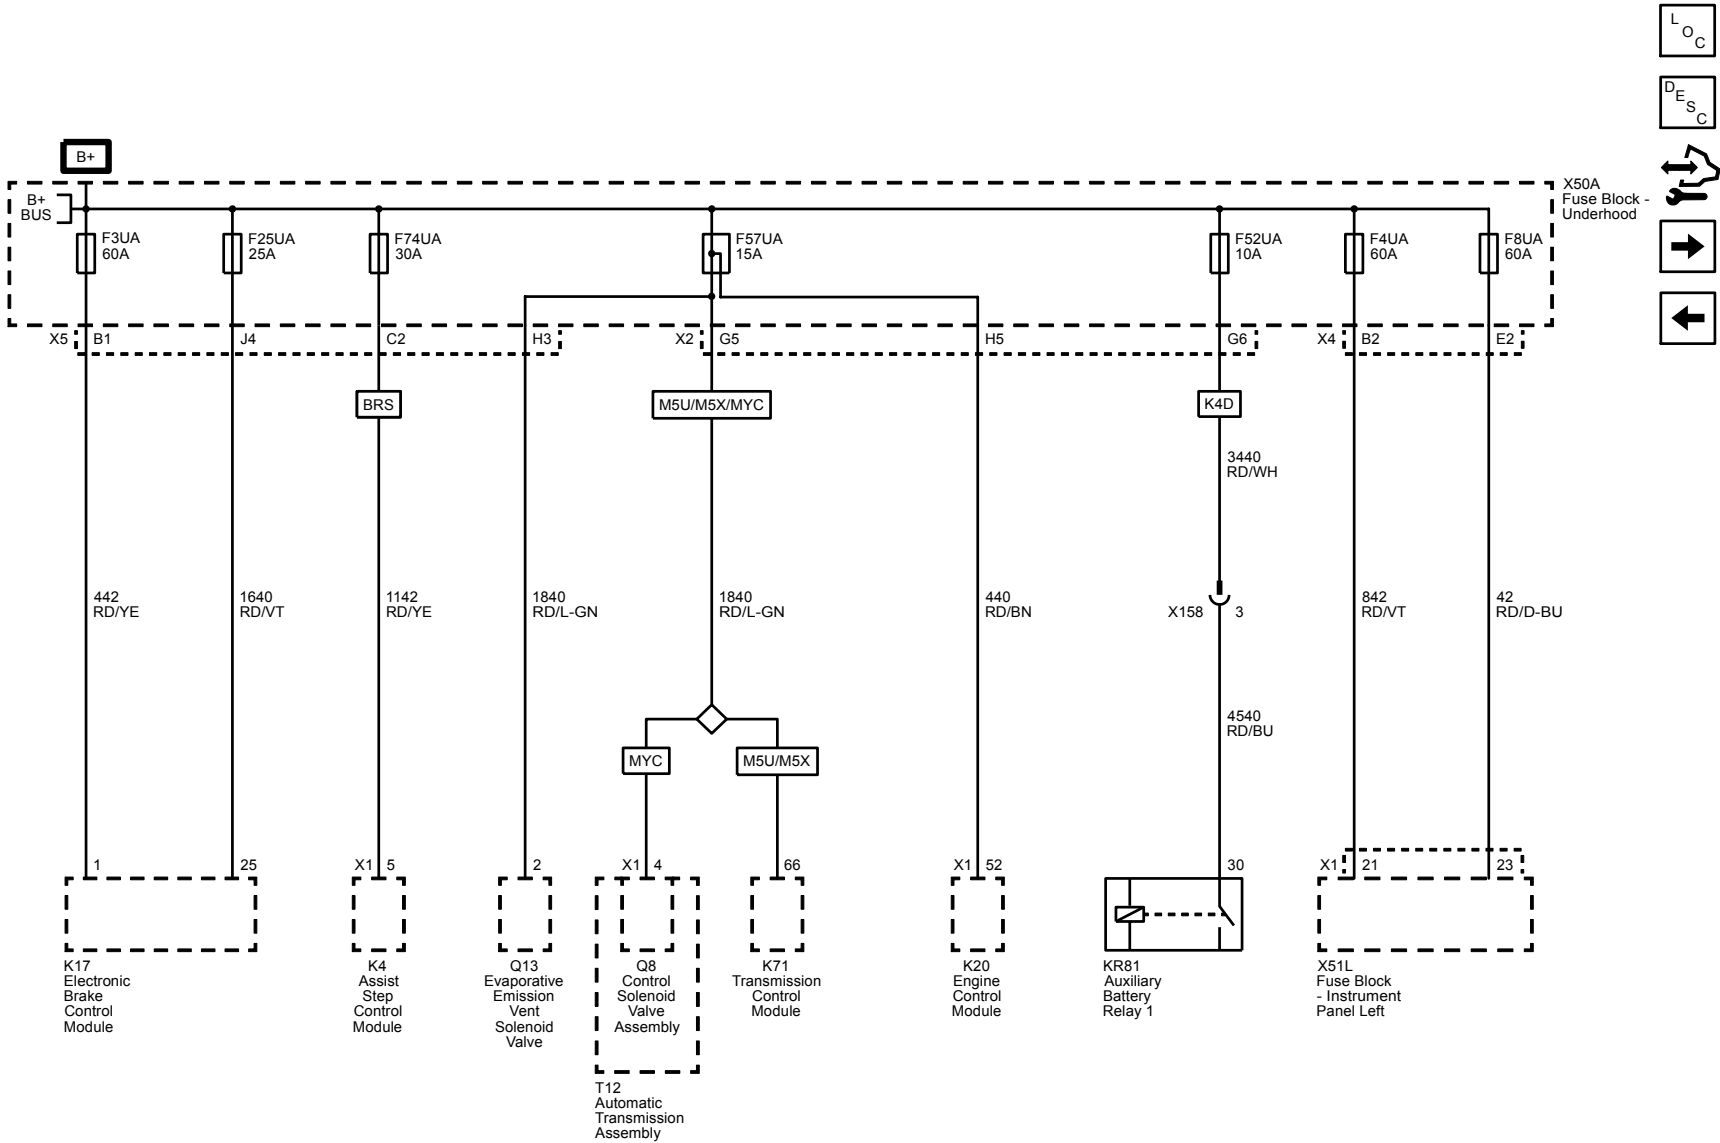 L
O
C
D
E
S
C
B+
B+
BUS
X50A
Fuse Block -
Underhood
F3UA
60A
F25UA
25A
F74UA
30A
F57UA
15A
F52UA
10A
F4UA
60A
F8UA
60A
X5 B1 J4 C2 H3 X2 G5 H5 G6 X4 B2 E2
BRS
M5U/M5X/MYC
K4D
3440
RD/WH
442
RD/YE
1640
RD/VT
1142
RD/YE
1840
RD/L-GN
1840
RD/L-GN
440
RD/BN
X158 3
842
RD/VT
42
RD/D-BU
4540
RD/BU
MYC
M5U/M5X
1 25 X1 5 2 X1 4 66 X1 52 30 X1 21 23
K17
Electronic
Brake
Control
Module
K4
Assist
Step
Control
Module
Q13
Evaporative
Emission
Vent
Solenoid
Valve
Q8
Control
Solenoid
Valve
Assembly
K71
Transmission
Control
Module
K20
Engine
Control
Module
KR81
Auxiliary
Battery
Relay 1
X51L
Fuse Block
- Instrument
Panel Left
T12
Automatic
Transmission
Assembly